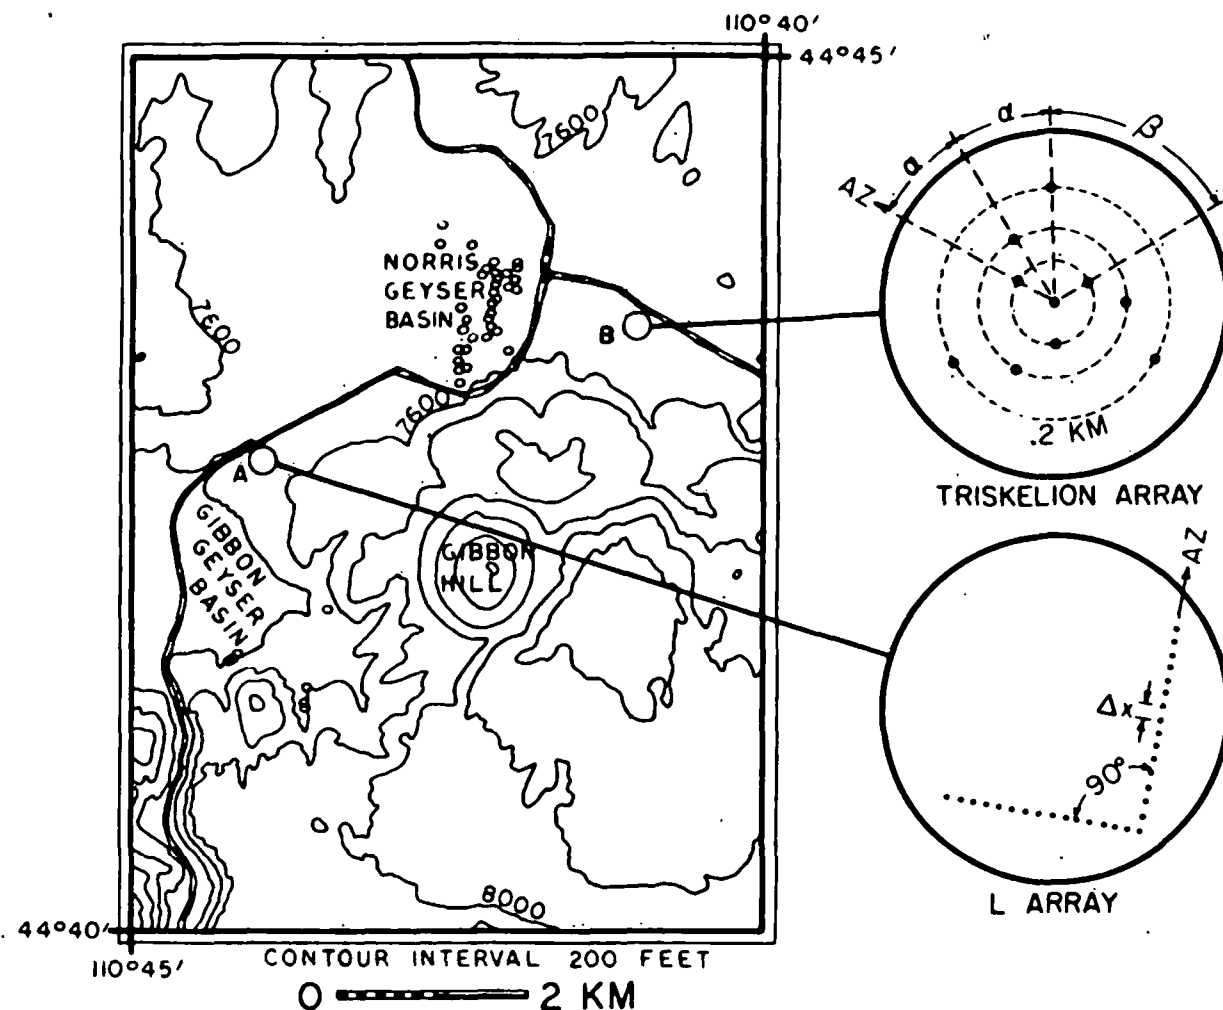 110°40'
44°45'
7600
NORRIS
GEYSER
BASIN
7600
7600
B
A
GIBBON
GEYSER
BASIN
GIBBON
HILL
8000
44°40'
110°45'
CONTOUR INTERVAL 200 FEET
0 2 KM
α
α
β
AZ
.2 KM
TRISKELION ARRAY
AZ
Δx
90°
L ARRAY